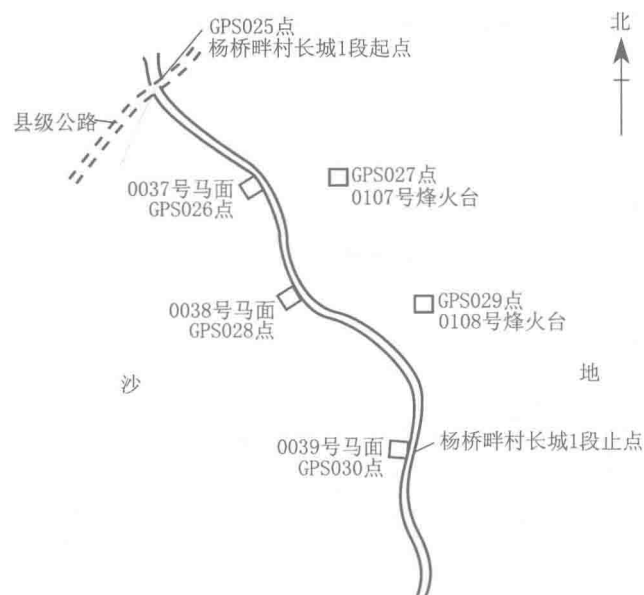 GPS025点
杨桥畔村长城1段起点
北
县级公路
0037号马面
GPS026点
GPS027点
0107号烽火台
0038号马面
GPS028点
GPS029点
0108号烽火台
沙
地
0039号马面
GPS030点
杨桥畔村长城1段止点